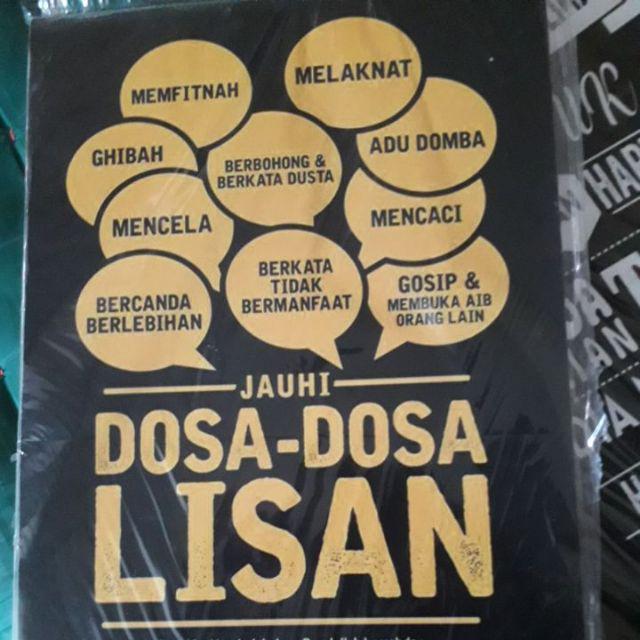 MEMFITNAH
MELAKNAT
GHIBAH
BERBOHONG &
BERKATA DUSTA
ADU DOMBA
MENCELA
MENCACI
BERCANDA
BERLEBIHAN
BERKATA
TIDAK
BERMANFAAT
GOSIP &
MEMBUKA AIB
ORANG LAIN
JAUHI
DOSA-DOSA
LISAN